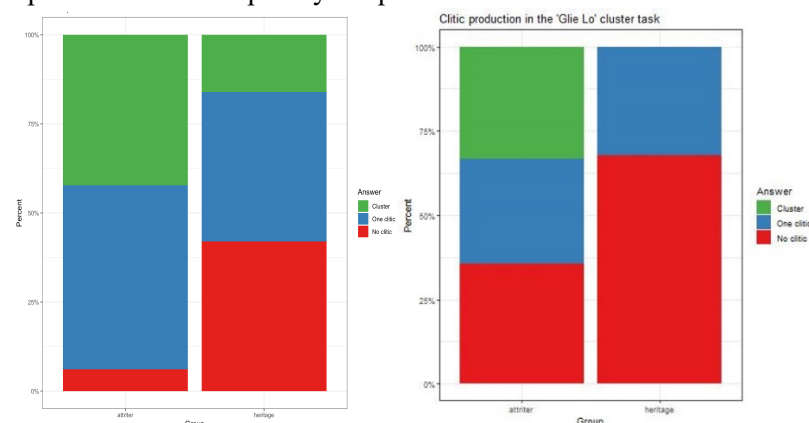 100%
75%
50%
25%
0%
Percent
attriter
heritage
Group
Answer
Cluster
One clitic
No clitic
Clitic production in the 'Glie Lo' cluster task
100%
75%
50%
25%
0%
Percent
attriter
heritage
Group
Answer
Cluster
One clitic
No clitic